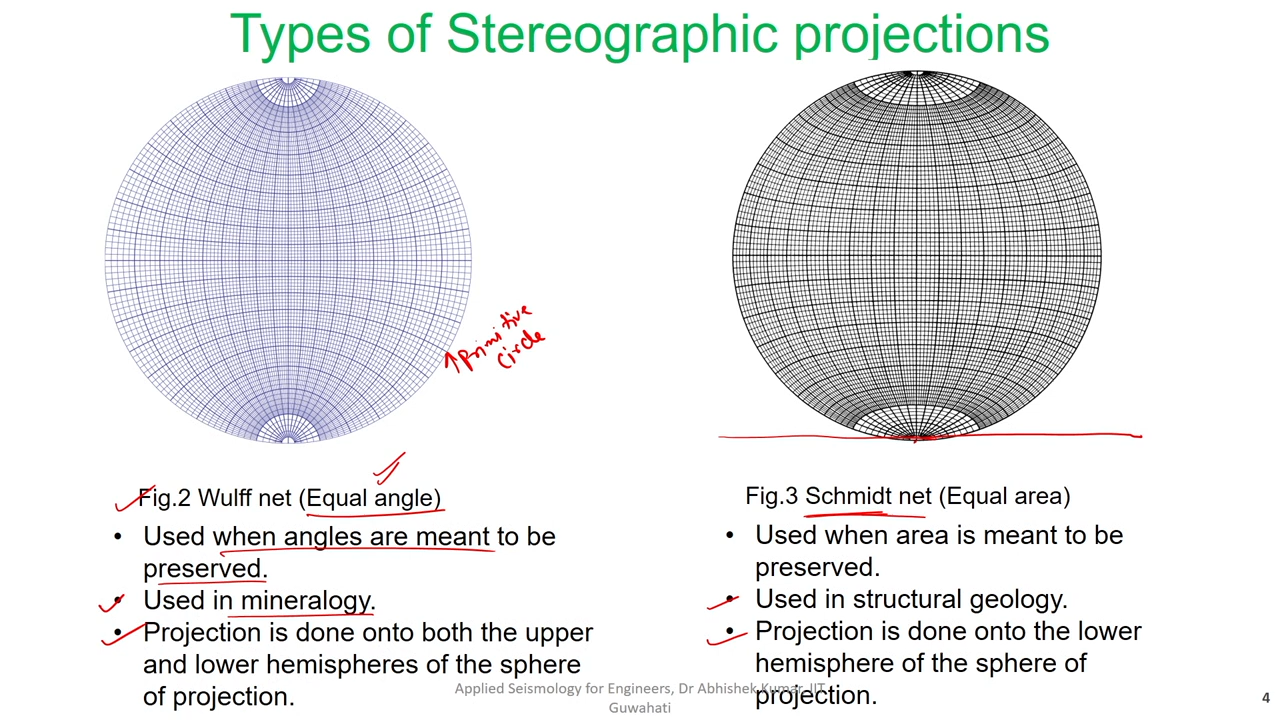 Types of Stereographic projections
↑ Primitive
circle
Fig.2 Wulff net (Equal angle)
• Used when angles are meant to be
preserved.
• Used in mineralogy.
• Projection is done onto both the upper
and lower hemispheres of the sphere
of projection.
Fig.3 Schmidt net (Equal area)
• Used when area is meant to be
preserved.
• Used in structural geology.
• Projection is done onto the lower
hemisphere of the sphere of
projection.
Applied Seismology for Engineers, Dr Abhishek Kumar, IIT
Guwahati
4